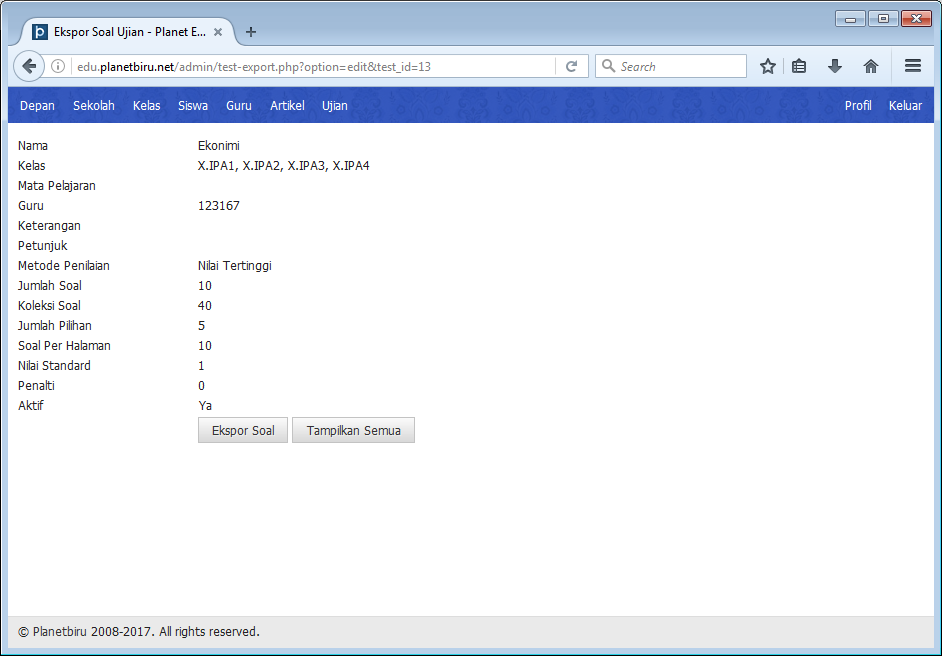 Ekspor Soal Ujian - Planet E...
edu.planetbiru.net/admin/test-export.php?option=edit&test_id=13
Search
Depan Sekolah Kelas Siswa Guru Artikel Ujian Profil Keluar
Nama Ekonimi
Kelas X.IPA1, X.IPA2, X.IPA3, X.IPA4
Mata Pelajaran
Guru 123167
Keterangan
Petunjuk
Metode Penilaian Nilai Tertinggi
Jumlah Soal 10
Koleksi Soal 40
Jumlah Pilihan 5
Soal Per Halaman 10
Nilai Standard 1
Penalti 0
Aktif Ya
Ekspor Soal Tampilkan Semua
© Planetbiru 2008-2017. All rights reserved.